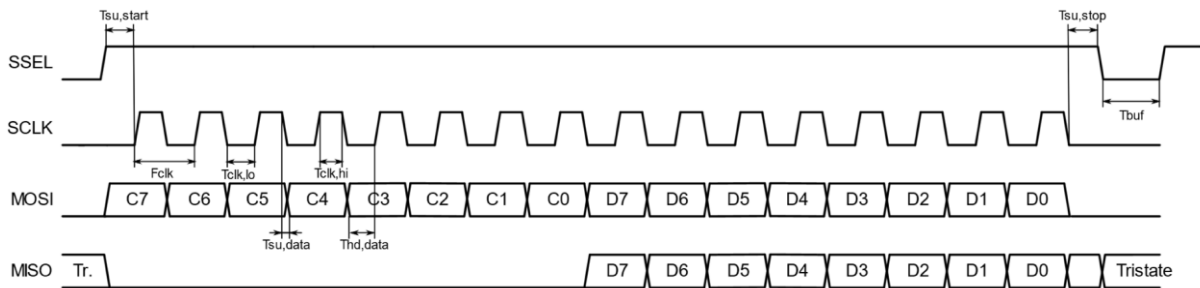 Tsu,start Tsu,stop
SSEL
Tbuf
SCLK
Fclk Tclk,lo Tclk,hi
MOSI C7 C6 C5 C4 C3 C2 C1 C0 D7 D6 D5 D4 D3 D2 D1 D0
Tsu,data Thd,data
MISO Tr. D7 D6 D5 D4 D3 D2 D1 D0 Tristate